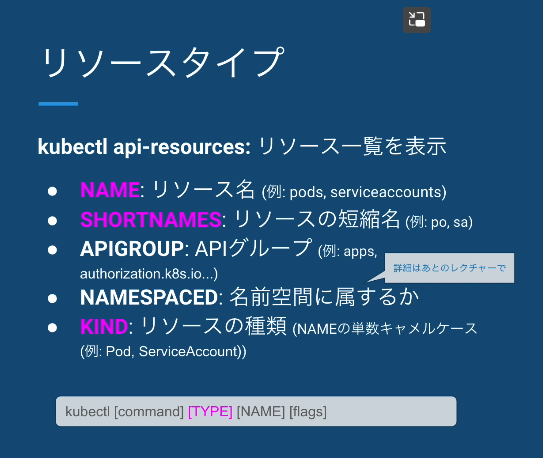 リソースタイプ
kubectl api-resources: リソース一覧を表示
● NAME: リソース名 (例: pods, serviceaccounts)
● SHORTNAMES: リソースの短縮名 (例: po, sa)
● APIGROUP: APIグループ (例: apps,
authorization.k8s.io...)
詳細はあとのレクチャーで
● NAMESPACED: 名前空間に属するか
● KIND: リソースの種類 (NAMEの単数キャメルケース
(例: Pod, ServiceAccount))
kubectl [command] [TYPE] [NAME] [flags]